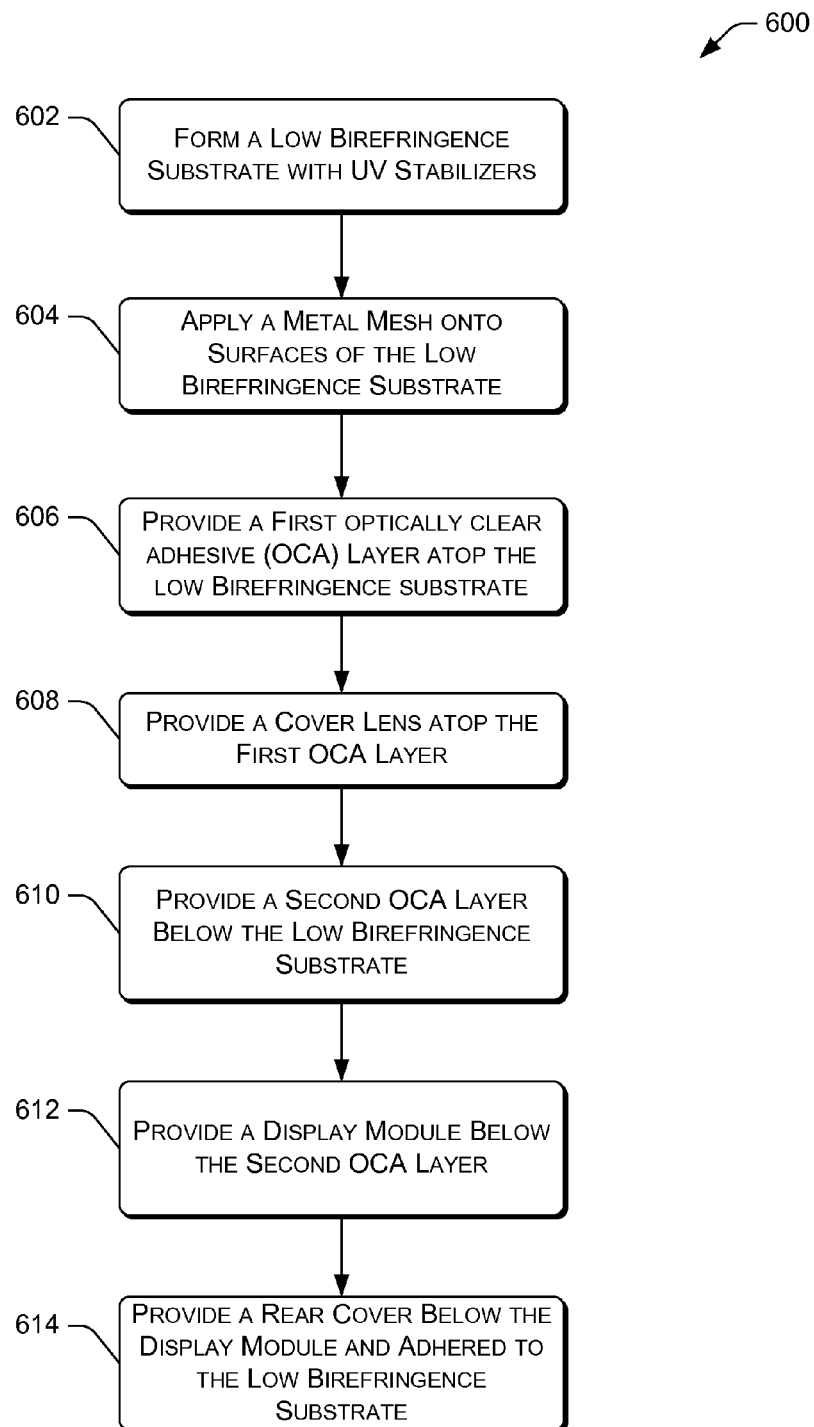 600
602
FORM A LOW BIREFRINGENCE
SUBSTRATE WITH UV STABILIZERS
604
APPLY A METAL MESH ONTO
SURFACES OF THE LOW
BIREFRINGENCE SUBSTRATE
606
PROVIDE A FIRST OPTICALLY CLEAR
ADHESIVE (OCA) LAYER ATOP THE
LOW BIREFRINGENCE SUBSTRATE
608
PROVIDE A COVER LENS ATOP THE
FIRST OCA LAYER
610
PROVIDE A SECOND OCA LAYER
BELOW THE LOW BIREFRINGENCE
SUBSTRATE
612
PROVIDE A DISPLAY MODULE BELOW
THE SECOND OCA LAYER
614
PROVIDE A REAR COVER BELOW THE
DISPLAY MODULE AND ADHERED TO
THE LOW BIREFRINGENCE
SUBSTRATE